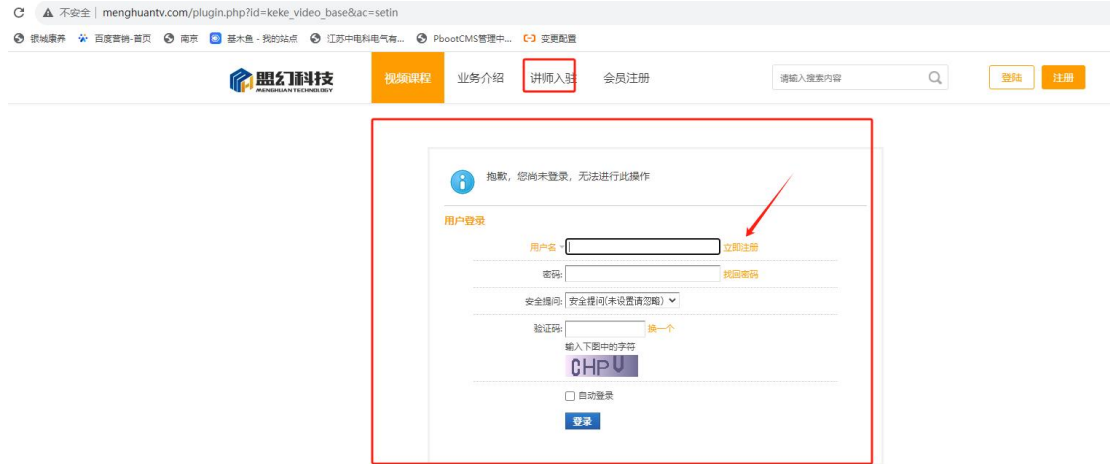 不安全 | menghuantv.com/plugin.php?id=keke_video_base&ac=setin
银城康养 百度营销-首页 南京 基木鱼 - 我的站点 江苏中电科电气有... PbootCMS管理中... 变更配置
盟幻科技 视频课程 业务介绍 讲师入驻 会员注册 请输入搜索内容 登陆 注册
MENGHUAN TECHNOLOGY
抱歉，您尚未登录，无法进行此操作
用户登录
用户名 立即注册
密码: 找回密码
安全提问: 安全提问(未设置请忽略)
验证码: 换一个
输入下图中的字符
CHPU
自动登录
登录